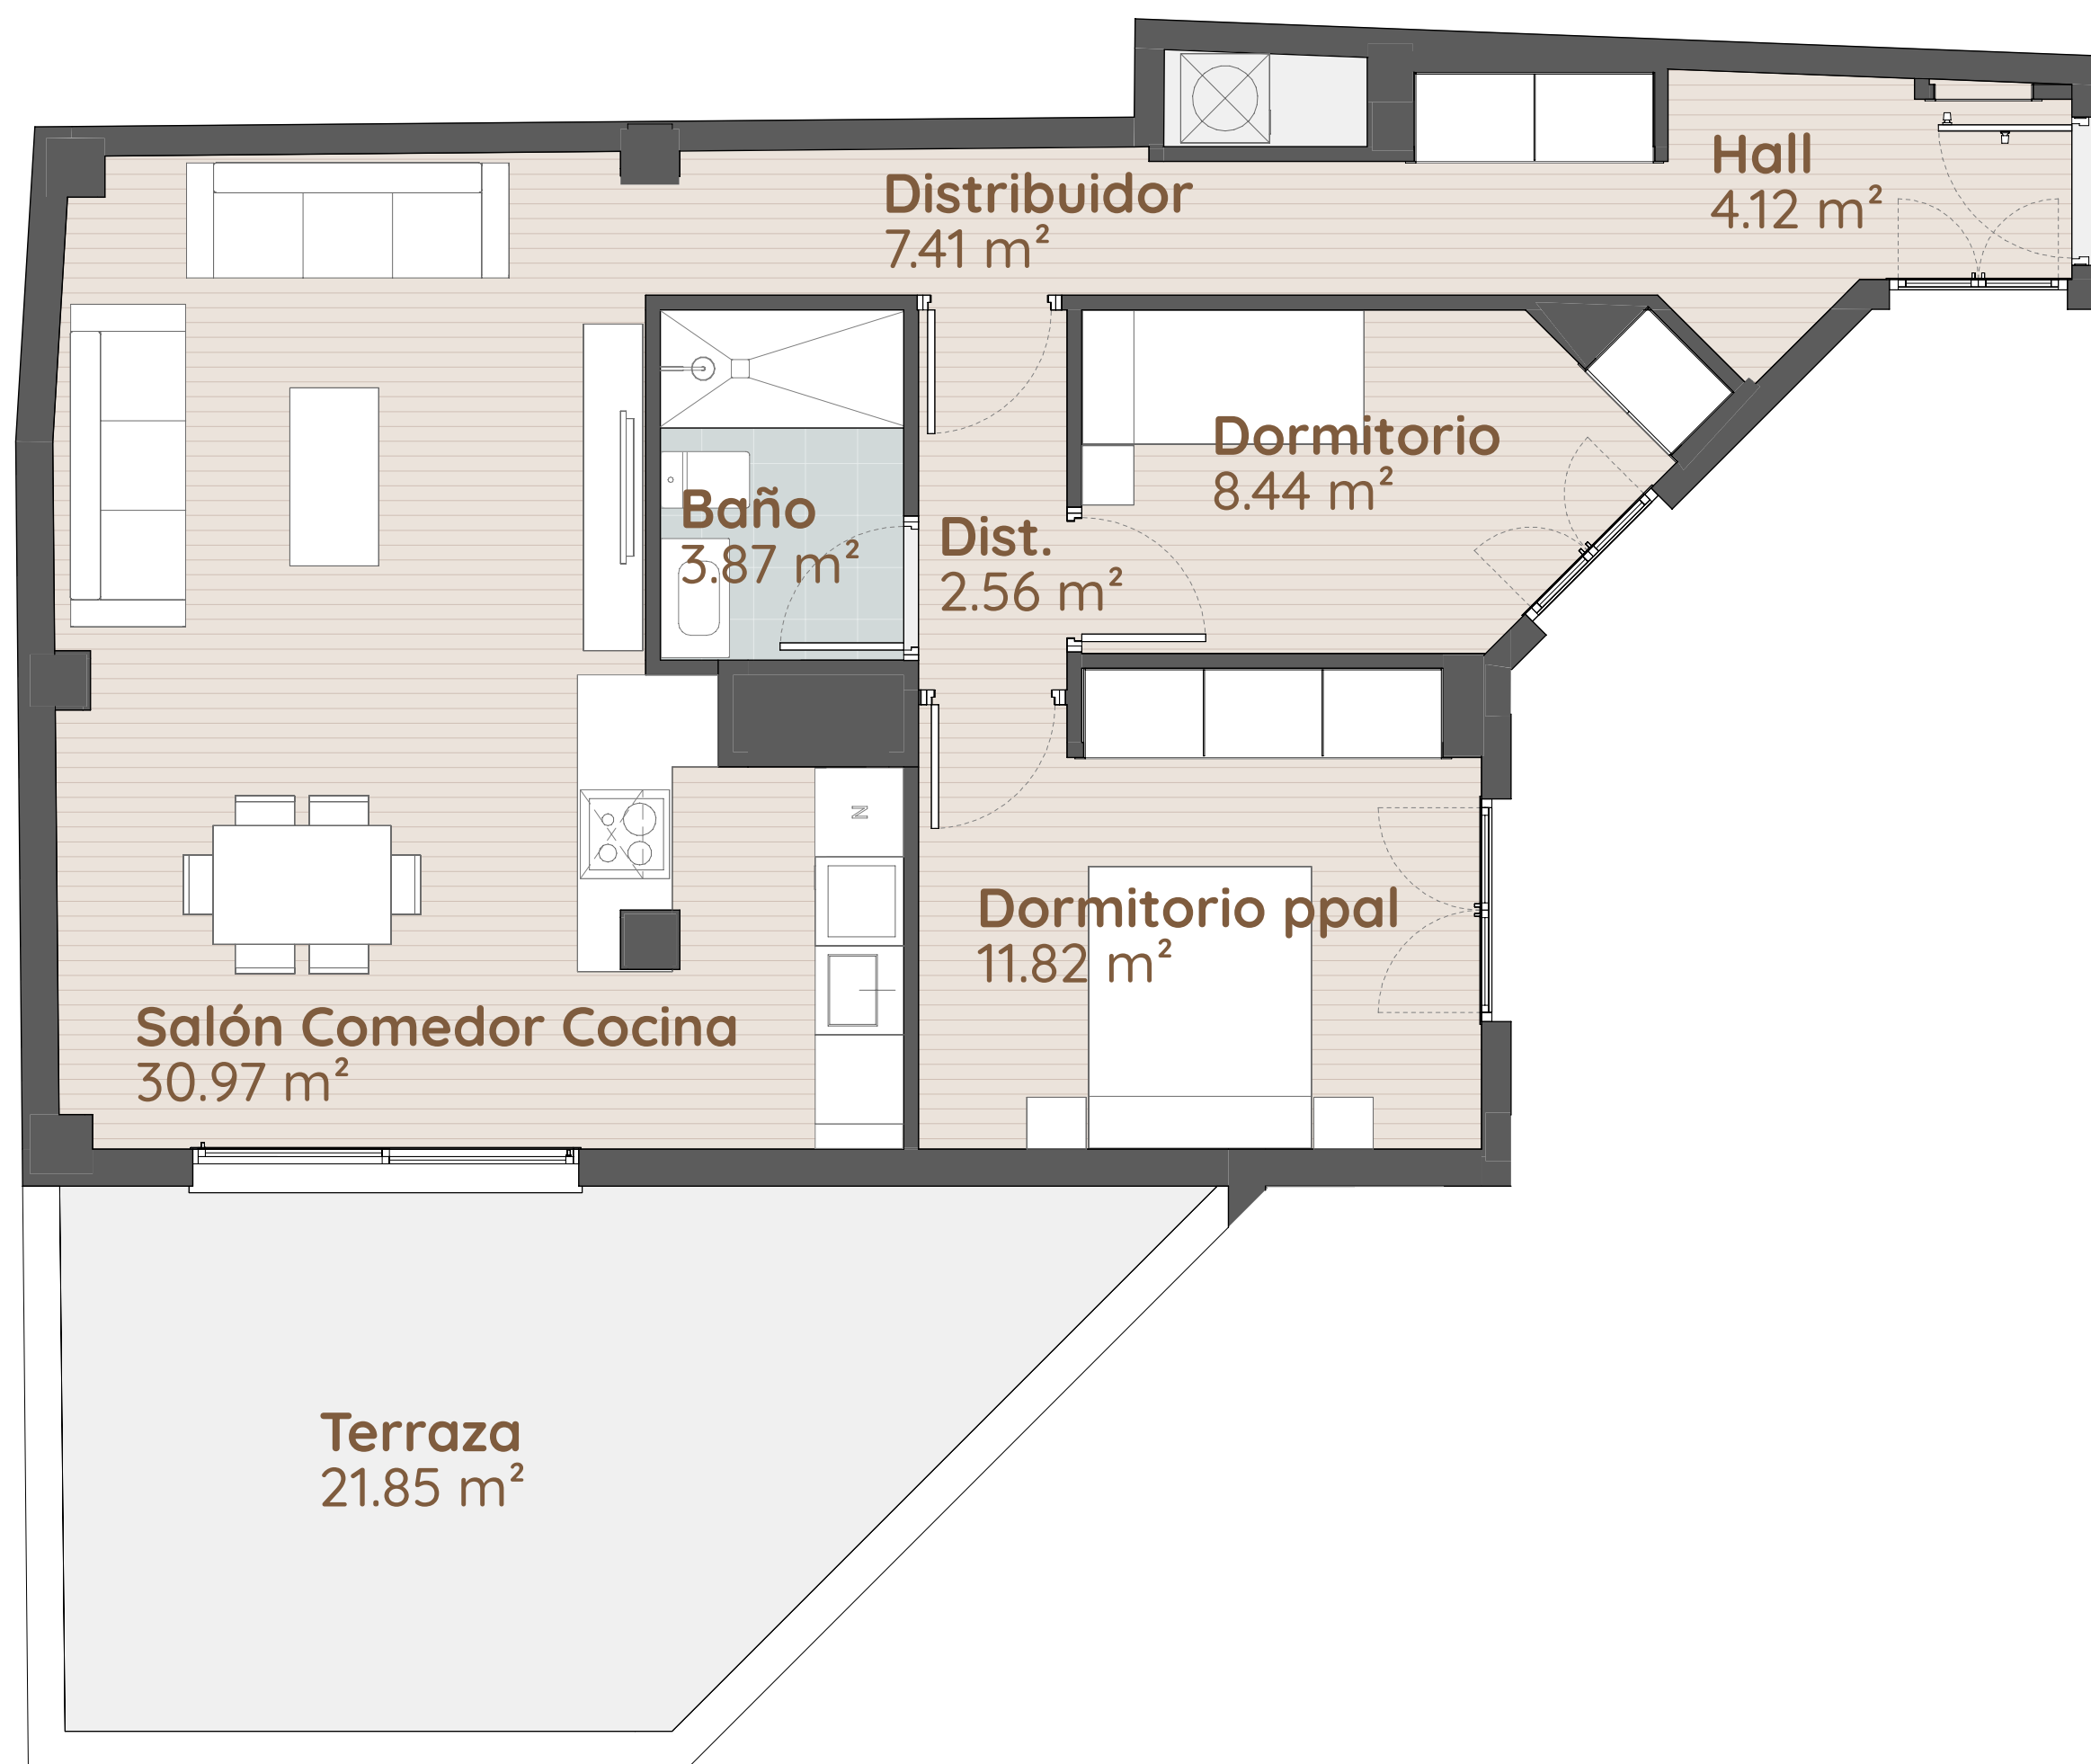 Hall
4.12 m²
Distribuidor
7.41 m²
Dormitorio
8.44 m²
Baño
3.87 m²
Dist.
2.56 m²
N
Dormitorio ppal
11.82 m²
Salón Comedor Cocina
30.97 m²
Terraza
21.85 m²